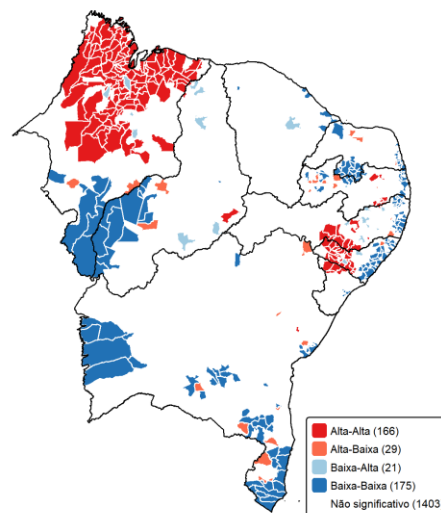 Alta-Alta (166)
Alta-Baixa (29)
Baixa-Alta (21)
Baixa-Baixa (175)
Não significativo (1403